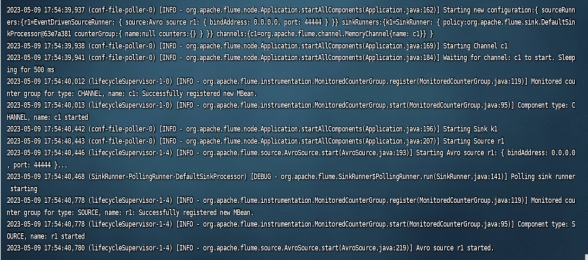 2023-05-09 17:54:39,937 (conf-file-poller-0) [INFO - org.apache.flume.node.Application.startAllComponents(Application.java:162)] Starting new configuration:{ sourceRunn
ers:{r1=EventDrivenSourceRunner: { source:Avro source r1: { bindAddress: 0.0.0.0, port: 44444 } }} sinkRunners:{k1=SinkRunner: { policy:org.apache.flume.sink.DefaultSin
kProcessor@63e7a381 counterGroup:{ name:null counters:{} } }} channels:{c1=org.apache.flume.channel.MemoryChannel{name: c1}} }
2023-05-09 17:54:39,938 (conf-file-poller-0) [INFO - org.apache.flume.node.Application.startAllComponents(Application.java:169)] Starting Channel c1
2023-05-09 17:54:39,941 (conf-file-poller-0) [INFO - org.apache.flume.node.Application.startAllComponents(Application.java:184)] Waiting for channel: c1 to start. Sleep
ing for 500 ms
2023-05-09 17:54:40,012 (lifecycleSupervisor-1-4) [INFO - org.apache.flume.instrumentation.MonitoredCounterGroup.register(MonitoredCounterGroup.java:119)] Monitored cou
nter group for type: CHANNEL, name: c1: Successfully registered new MBean.
2023-05-09 17:54:40,013 (lifecycleSupervisor-1-4) [INFO - org.apache.flume.instrumentation.MonitoredCounterGroup.start(MonitoredCounterGroup.java:95)] Component type: C
HANNEL, name: c1 started
2023-05-09 17:54:40,442 (conf-file-poller-0) [INFO - org.apache.flume.node.Application.startAllComponents(Application.java:196)] Starting Sink k1
2023-05-09 17:54:40,443 (conf-file-poller-0) [INFO - org.apache.flume.node.Application.startAllComponents(Application.java:207)] Starting Source r1
2023-05-09 17:54:40,446 (lifecycleSupervisor-1-4) [INFO - org.apache.flume.source.AvroSource.start(AvroSource.java:193)] Starting Avro source r1: { bindAddress: 0.0.0.0
, port: 44444 }...
2023-05-09 17:54:40,468 (SinkRunner-PollingRunner-DefaultSinkProcessor) [DEBUG - org.apache.flume.SinkRunner$PollingRunner.run(SinkRunner.java:141)] Polling sink runner
starting
2023-05-09 17:54:40,778 (lifecycleSupervisor-1-4) [INFO - org.apache.flume.instrumentation.MonitoredCounterGroup.register(MonitoredCounterGroup.java:119)] Monitored cou
nter group for type: SOURCE, name: r1: Successfully registered new MBean.
2023-05-09 17:54:40,778 (lifecycleSupervisor-1-4) [INFO - org.apache.flume.instrumentation.MonitoredCounterGroup.start(MonitoredCounterGroup.java:95)] Component type: S
OURCE, name: r1 started
2023-05-09 17:54:40,780 (lifecycleSupervisor-1-4) [INFO - org.apache.flume.source.AvroSource.start(AvroSource.java:219)] Avro source r1 started.